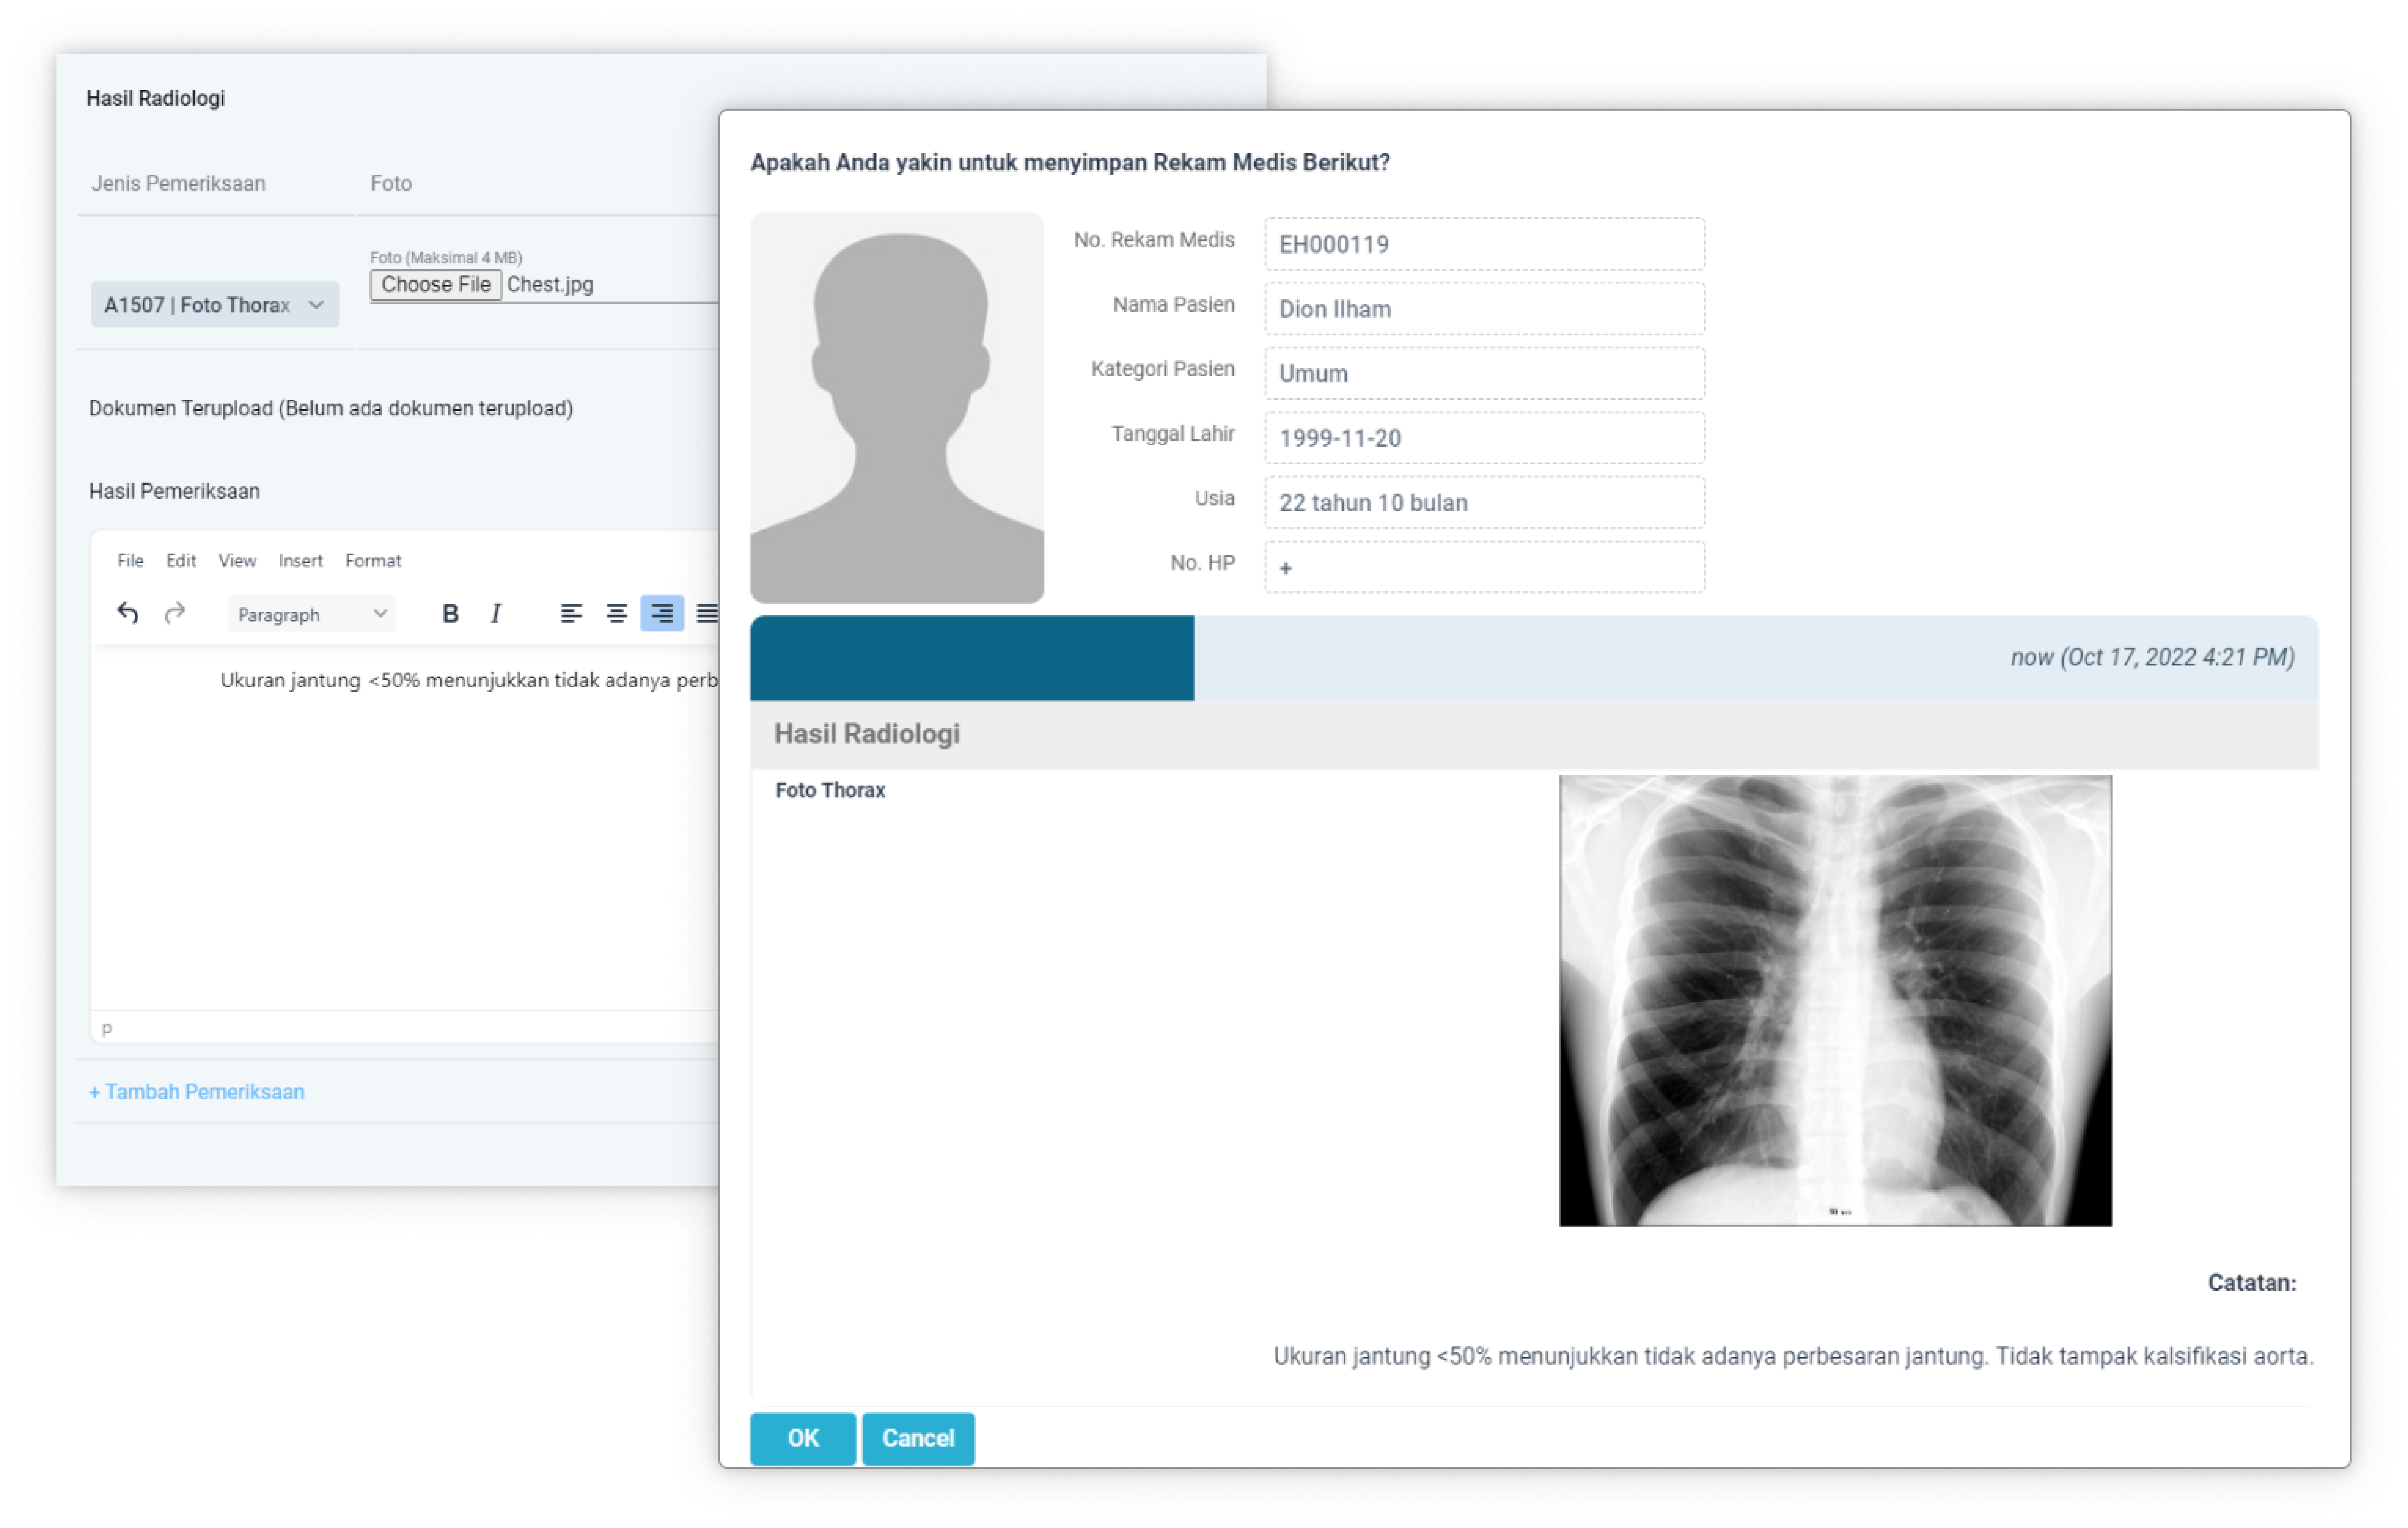 Hasil Radiologi
Jenis Pemeriksaan
Foto
Foto (Maksimal 4 MB)
A1507 | Foto Thorax
Choose File Chest.jpg
Dokumen Terupload (Belum ada dokumen terupload)
Hasil Pemeriksaan
File Edit View Insert Format
Paragraph B I
Ukuran jantung <50% menunjukkan tidak adanya perb
p
+ Tambah Pemeriksaan
Apakah Anda yakin untuk menyimpan Rekam Medis Berikut?
No. Rekam Medis EH000119
Nama Pasien Dion Ilham
Kategori Pasien Umum
Tanggal Lahir 1999-11-20
Usia 22 tahun 10 bulan
No. HP +
now (Oct 17, 2022 4:21 PM)
Hasil Radiologi
Foto Thorax
Catatan:
Ukuran jantung <50% menunjukkan tidak adanya perbesaran jantung. Tidak tampak kalsifikasi aorta.
OK Cancel